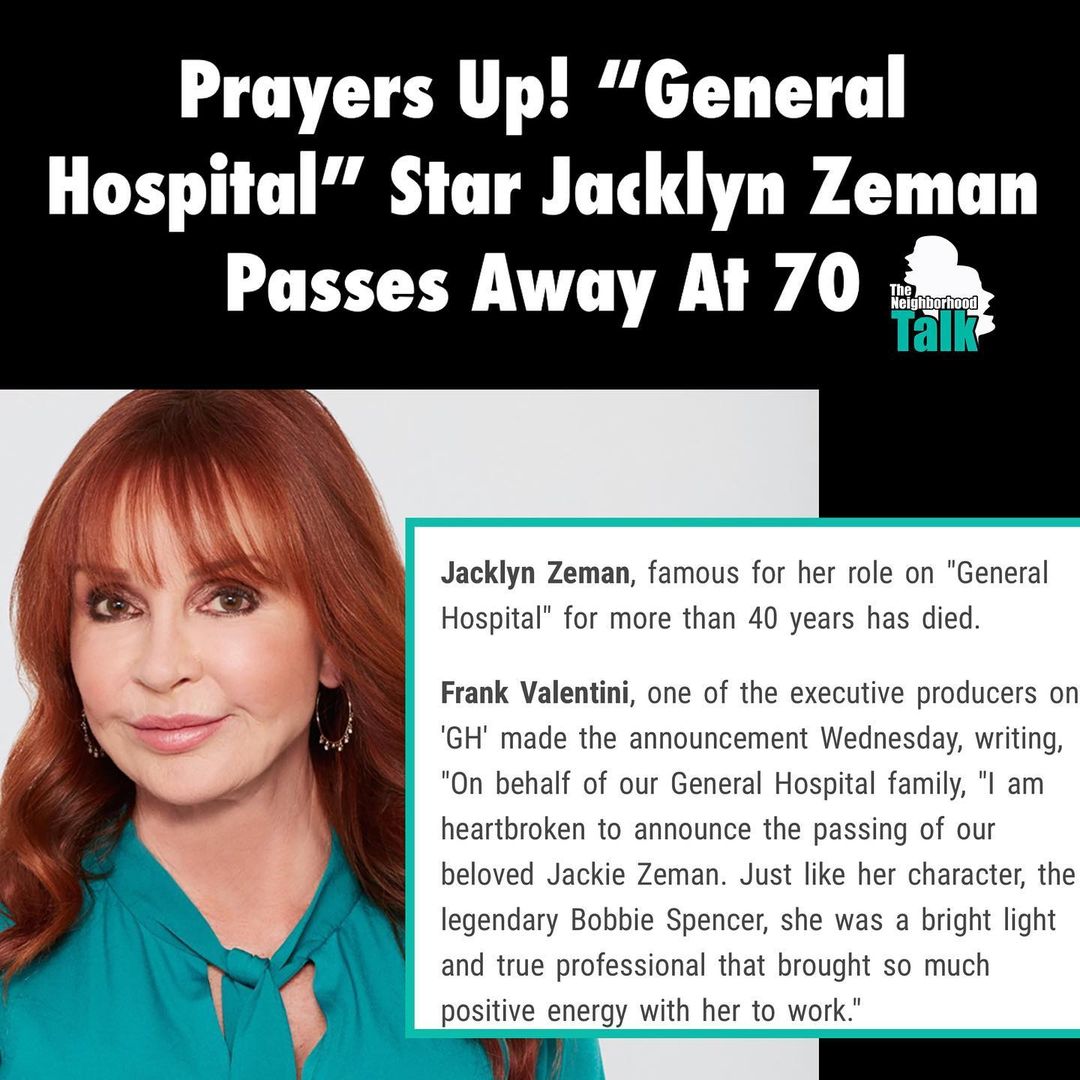 Prayers Up! “General
Hospital” Star Jacklyn Zeman
Passes Away At 70
The
Neighborhood
Talk
Jacklyn Zeman, famous for her role on "General
Hospital" for more than 40 years has died.
Frank Valentini, one of the executive producers on
'GH' made the announcement Wednesday, writing,
"On behalf of our General Hospital family, "I am
heartbroken to announce the passing of our
beloved Jackie Zeman. Just like her character, the
legendary Bobbie Spencer, she was a bright light
and true professional that brought so much
positive energy with her to work."